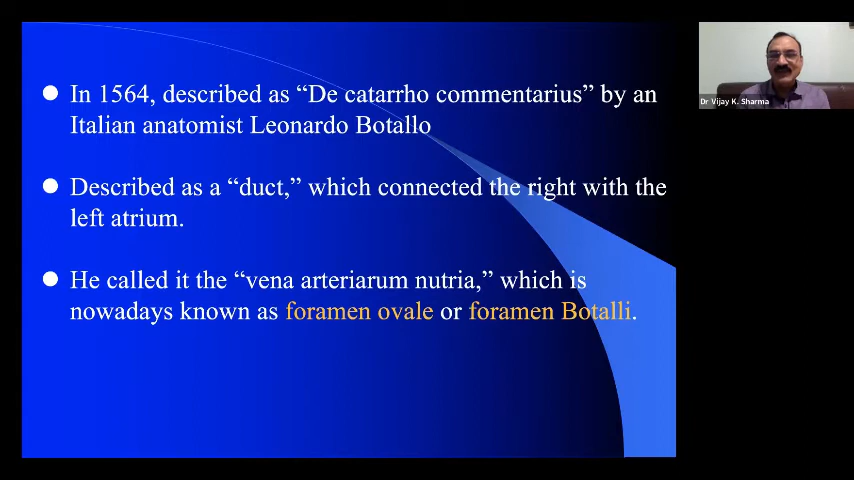 In 1564, described as “De catarrho commentarius” by an
Italian anatomist Leonardo Botallo
Described as a “duct,” which connected the right with the
left atrium.
He called it the “vena arteriarum nutria,” which is
nowadays known as foramen ovale or foramen Botalli.
Dr Vijay K. Sharma